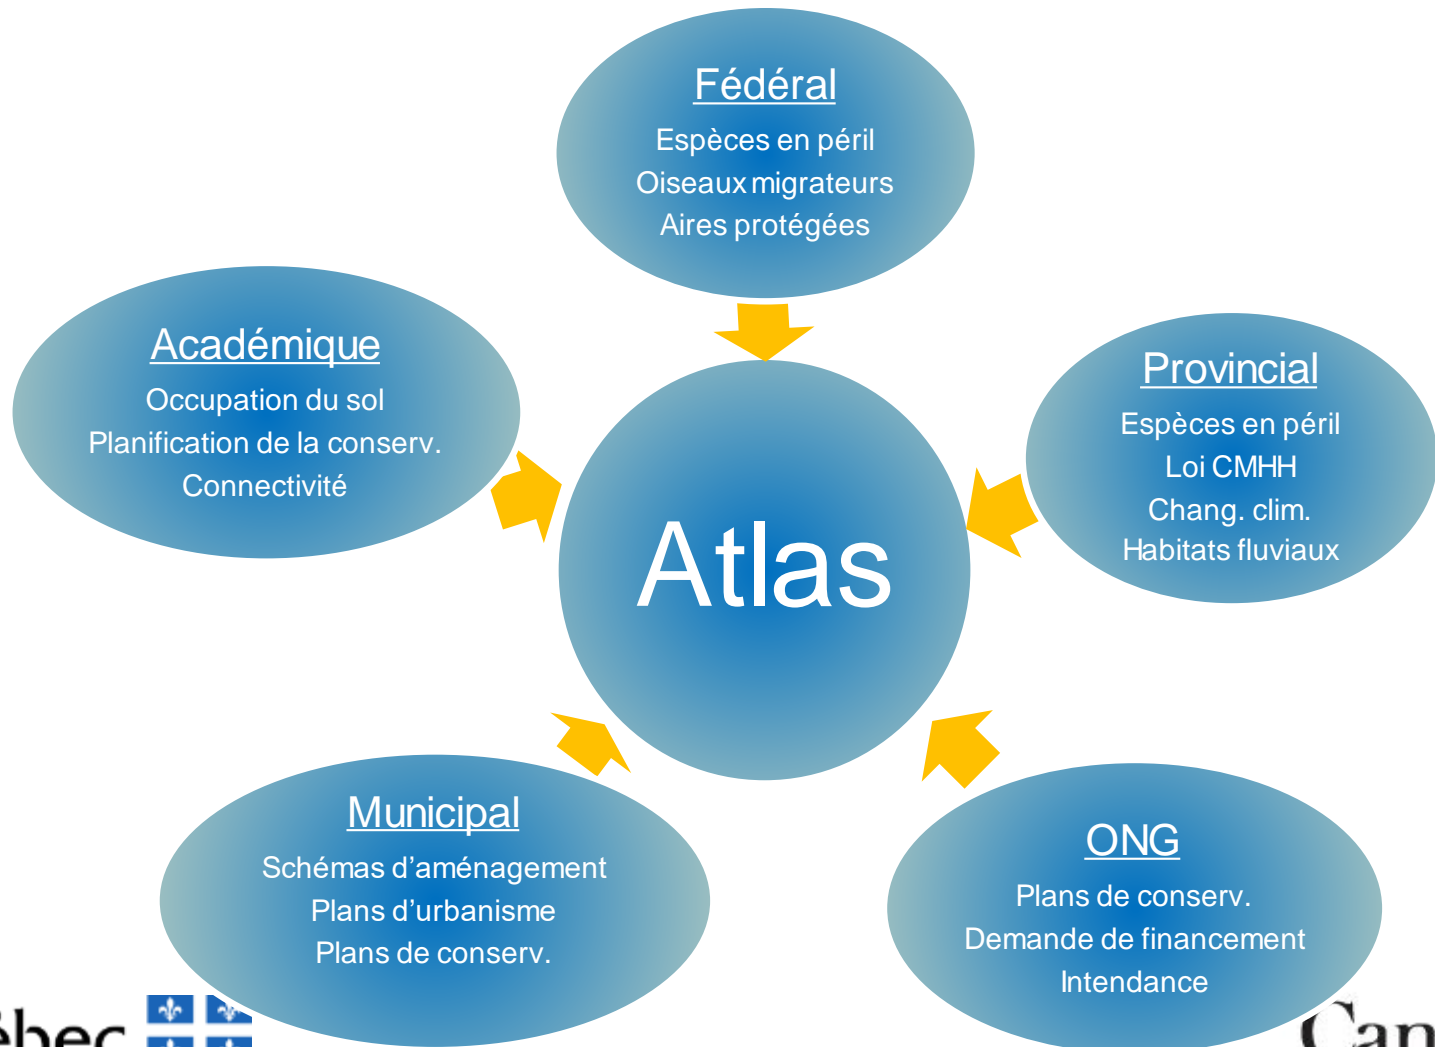 Fédéral
Espèces en péril
Oiseaux migrateurs
Aires protégées
Académique
Occupation du sol
Planification de la conserv.
Connectivité
Provincial
Espèces en péril
Loi CMHH
Chang. clim.
Habitats fluviaux
Atlas
Municipal
Schémas d’aménagement
Plans d’urbanisme
Plans de conserv.
ONG
Plans de conserv.
Demande de financement
Intendance